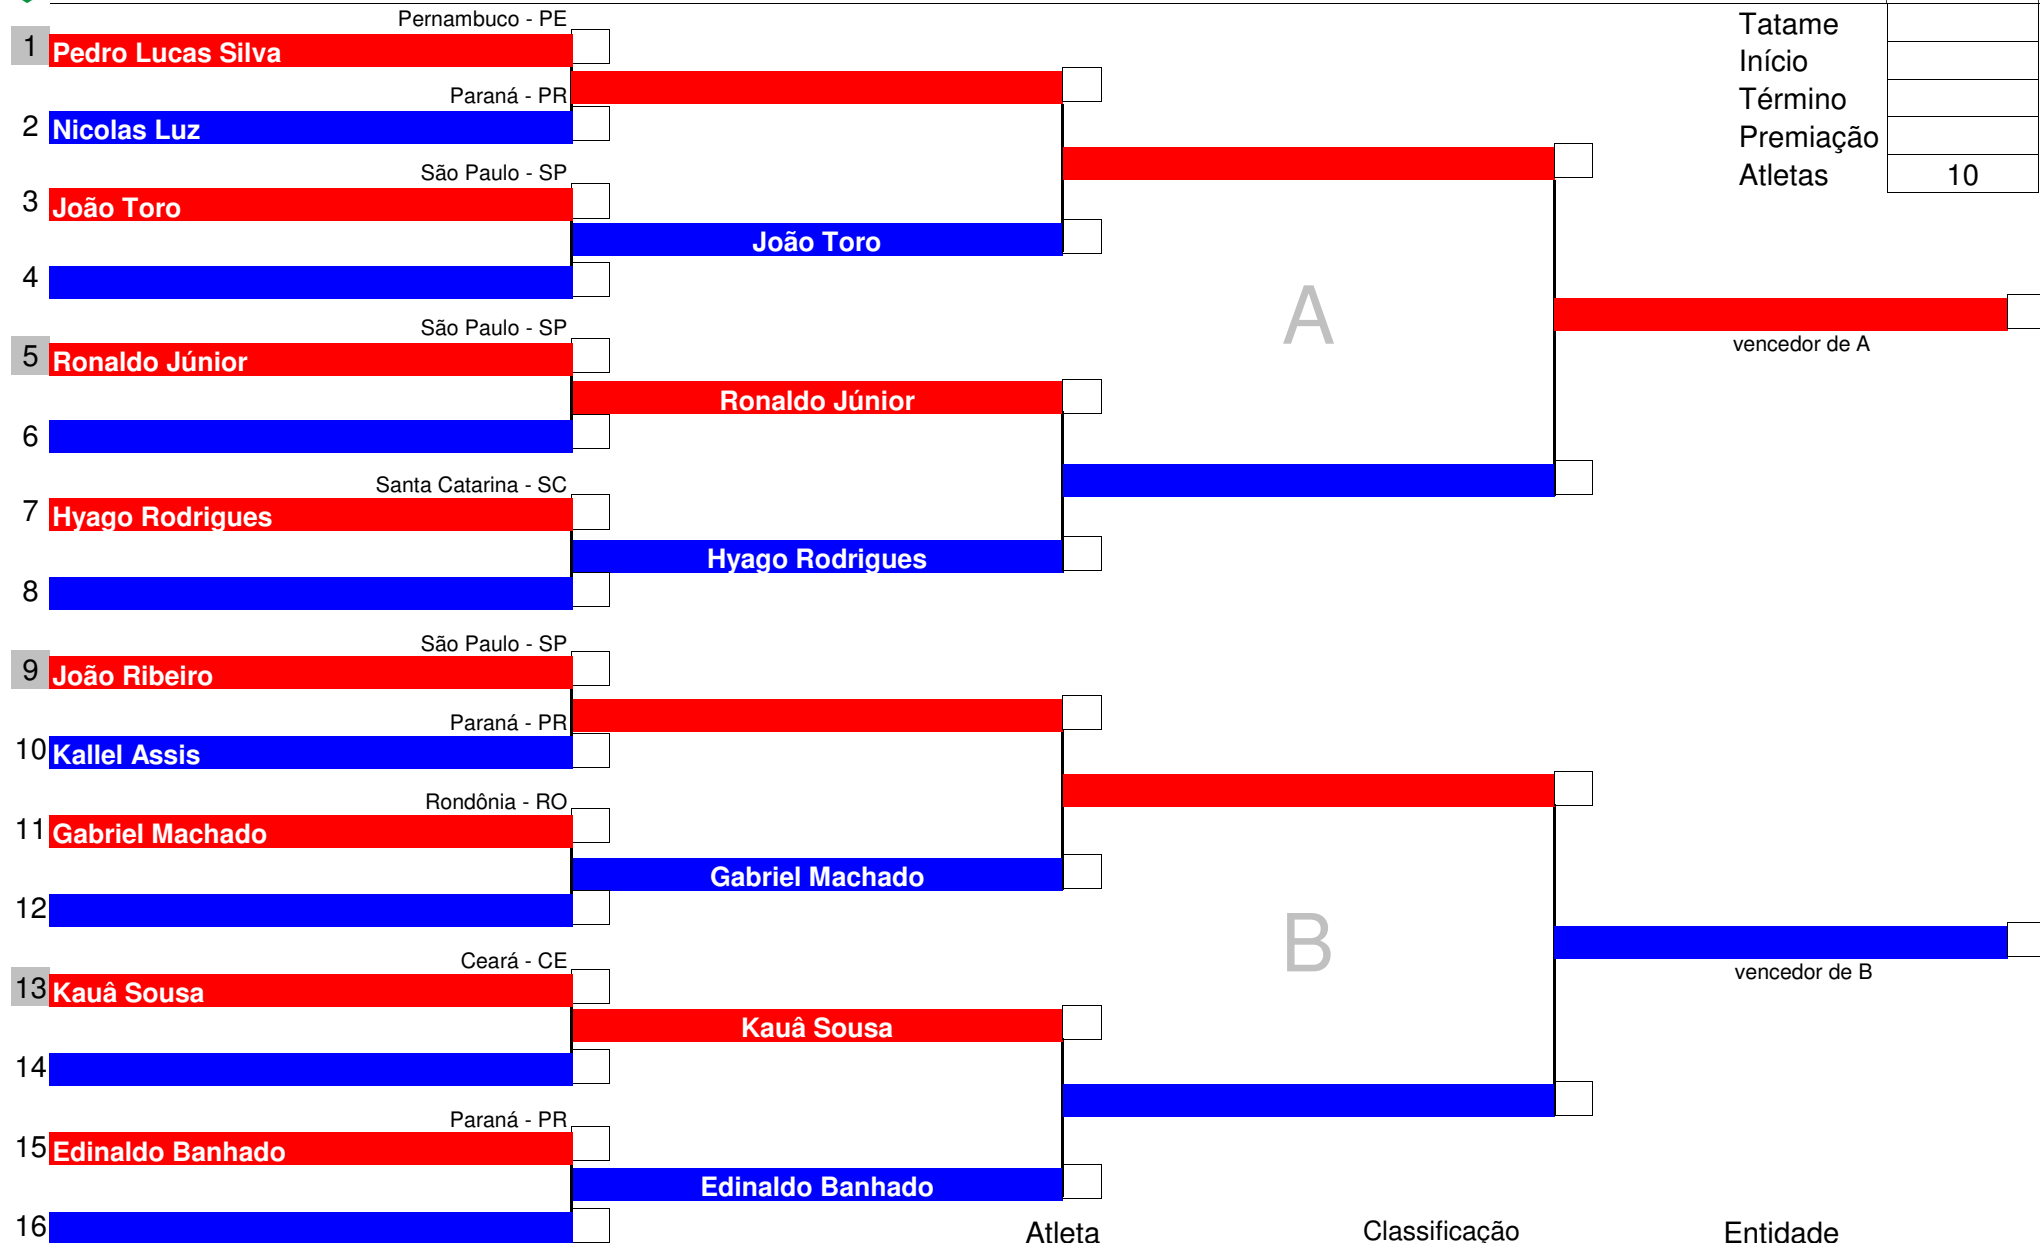 Pernambuco - PE
Tatame
1 Pedro Lucas Silva
Início
Paraná - PR
Término
2 Nicolas Luz
Premiação
São Paulo - SP
Atletas 10
3 João Toro
João Toro
4
A
São Paulo - SP
vencedor de A
5 Ronaldo Júnior
Ronaldo Júnior
6
Santa Catarina - SC
7 Hyago Rodrigues
Hyago Rodrigues
8
São Paulo - SP
9 João Ribeiro
Paraná - PR
10 Kallel Assis
Rondônia - RO
11 Gabriel Machado
Gabriel Machado
12
B
Ceará - CE
vencedor de B
13 Kauâ Sousa
Kauâ Sousa
14
Paraná - PR
15 Edinaldo Banhado
Edinaldo Banhado
16
Atleta Classificação Entidade